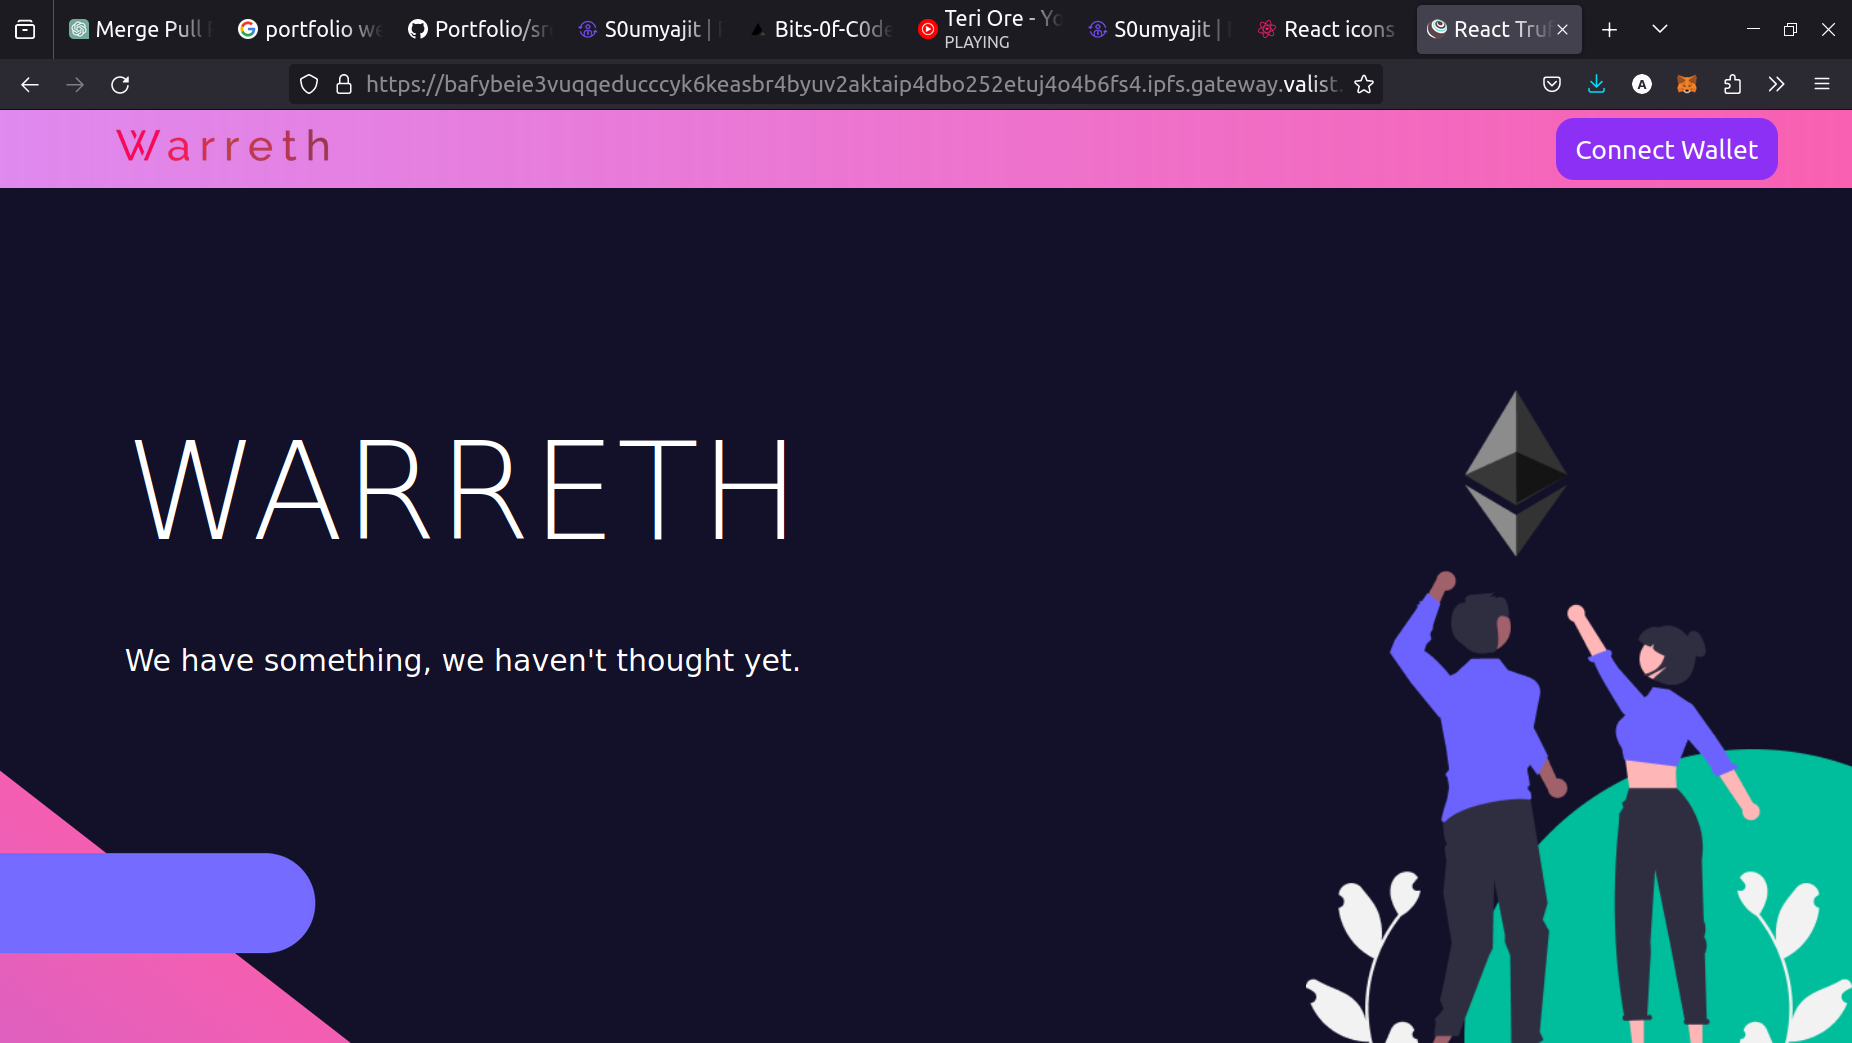 Merge Pull
portfolio we
Portfolio/sr
S0umyajit |
Bits-0f-C0de
Teri Ore - Yo
PLAYING
S0umyajit |
React icons
React Truf
https://bafybeie3vuqqeducccyk6keasbr4byuv2aktaip4dbo252etuj4o4b6fs4.ipfs.gateway.valist.
Warreth
Connect Wallet
WARRETH
We have something, we haven't thought yet.